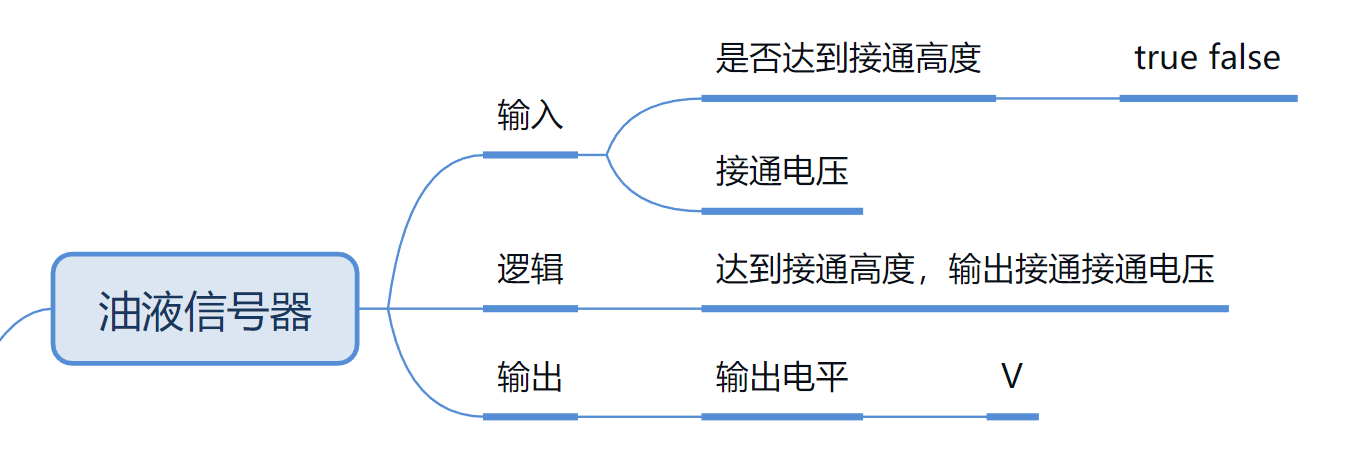 油液信号器
输入
是否达到接通高度
true false
接通电压
逻辑
达到接通高度，输出接通接通电压
输出
输出电平
V